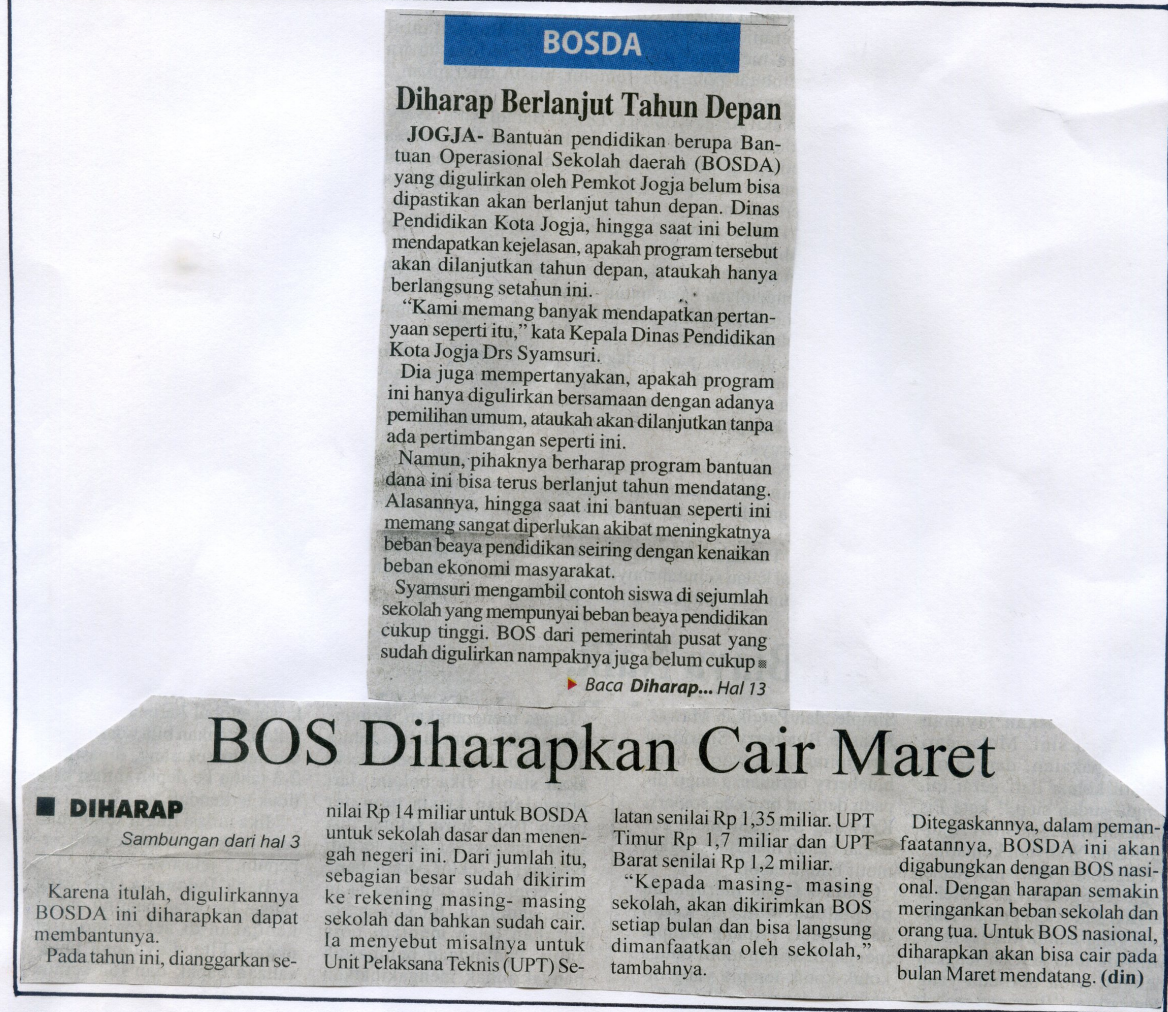 BOSDA
Diharap Berlanjut Tahun Depan
JOGJA- Bantuan pendidikan berupa Ban-
tuan Operasional Sekolah daerah (BOSDA)
yang digulirkan oleh Pemkot Jogja belum bisa
dipastikan akan berlanjut tahun depan. Dinas
Pendidikan Kota Jogja, hingga saat ini belum
mendapatkan kejelasan, apakah program tersebut
akan dilanjutkan tahun depan, ataukah hanya
berlangsung setahun ini.
“Kami memang banyak mendapatkan pertan-
yaan seperti itu,” kata Kepala Dinas Pendidikan
Kota Jogja Drs Syamsuri.
Dia juga mempertanyakan, apakah program
ini hanya digulirkan bersamaan dengan adanya
pemilihan umum, ataukah akan dilanjutkan tanpa
ada pertimbangan seperti ini.
Namun, pihaknya berharap program bantuan
dana ini bisa terus berlanjut tahun mendatang.
Alasannya, hingga saat ini bantuan seperti ini
memang sangat diperlukan akibat meningkatnya
beban beaya pendidikan seiring dengan kenaikan
beban ekonomi masyarakat.
Syamsuri mengambil contoh siswa di sejumlah
sekolah yang mempunyai beban beaya pendidikan
cukup tinggi. BOS dari pemerintah pusat yang
sudah digulirkan nampaknya juga belum cukup
Baca Diharap... Hal 13
BOS Diharapkan Cair Maret
DIHARAP
Sambungan dari hal 3
Karena itulah, digulirkannya
BOSDA ini diharapkan dapat
membantunya.
Pada tahun ini, dianggarkan se-
nilai Rp 14 miliar untuk BOSDA
untuk sekolah dasar dan menen-
gah negeri ini. Dari jumlah itu,
sebagian besar sudah dikirim
ke rekening masing- masing
sekolah dan bahkan sudah cair.
Ia menyebut misalnya untuk
Unit Pelaksana Teknis (UPT) Se-
latan senilai Rp 1,35 miliar. UPT
Timur Rp 1,7 miliar dan UPT
Barat senilai Rp 1,2 miliar.
“Kepada masing- masing
sekolah, akan dikirimkan BOS
setiap bulan dan bisa langsung
dimanfaatkan oleh sekolah,”
tambahnya.
Ditegaskannya, dalam peman-
faatannya, BOSDA ini akan
digabungkan dengan BOS nasi-
onal. Dengan harapan semakin
meringankan beban sekolah dan
orang tua. Untuk BOS nasional,
diharapkan akan bisa cair pada
bulan Maret mendatang. (din)